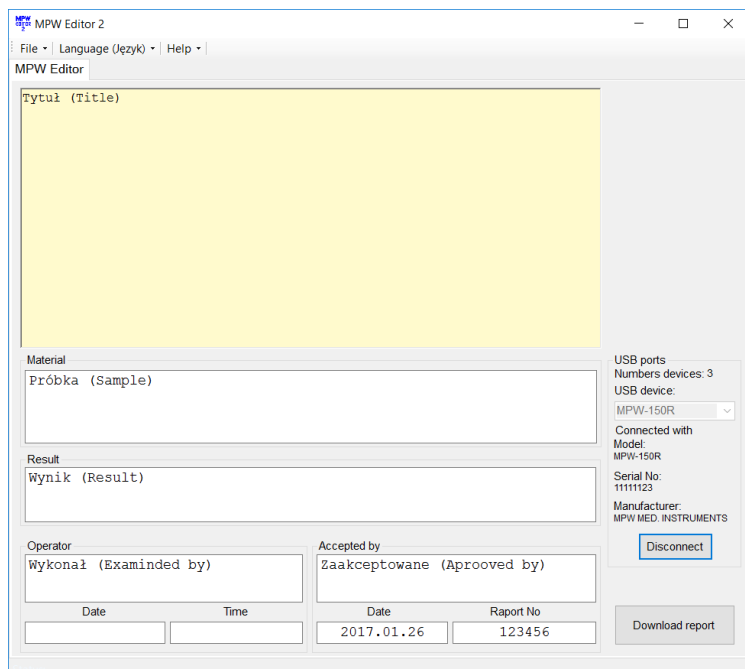 MPW Editor 2
File Language (Język) Help
MPW Editor
Tytuł (Title)
Material
Próbka (Sample)
Result
Wynik (Result)
Operator
Wykonał (Examinded by)
Date Time
Accepted by
Zaakceptowane (Aprooved by)
Date Raport No
2017.01.26 123456
USB ports
Numbers devices: 3
USB device:
MPW-150R
Connected with
Model:
MPW-150R
Serial No:
11111123
Manufacturer:
MPW MED. INSTRUMENTS
Disconnect
Download report